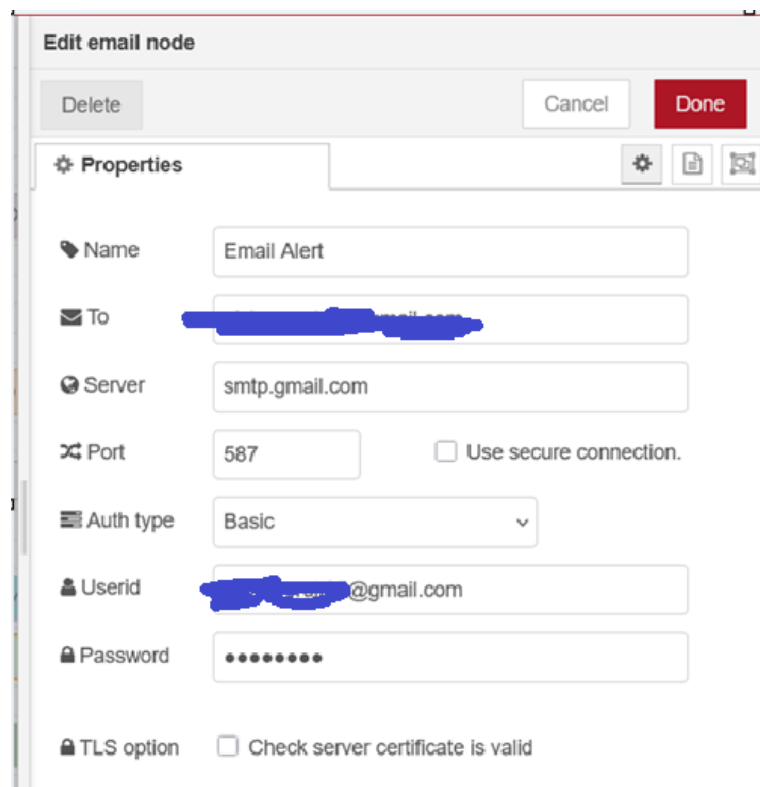 Edit email node
Delete Cancel Done
Properties
Name Email Alert
To
Server smtp.gmail.com
Port 587 Use secure connection.
Auth type Basic
Userid @gmail.com
Password ••••••••
TLS option Check server certificate is valid